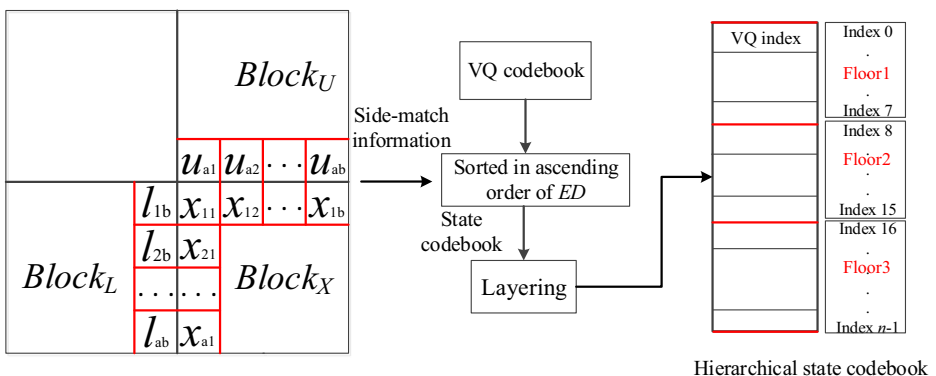 Block_U
u_a1 u_a2 ... u_ab
l_1b x_11 x_12 ... x_1b
l_2b x_21
Block_L ...... Block_X
l_ab x_a1
Side-match
information
VQ codebook
Sorted in ascending
order of ED
State
codebook
Layering
VQ index
Index 0
.
Floor1
.
Index 7
Index 8
.
Floor2
.
.
Index 15
Index 16
.
Floor3
.
.
Index n-1
Hierarchical state codebook